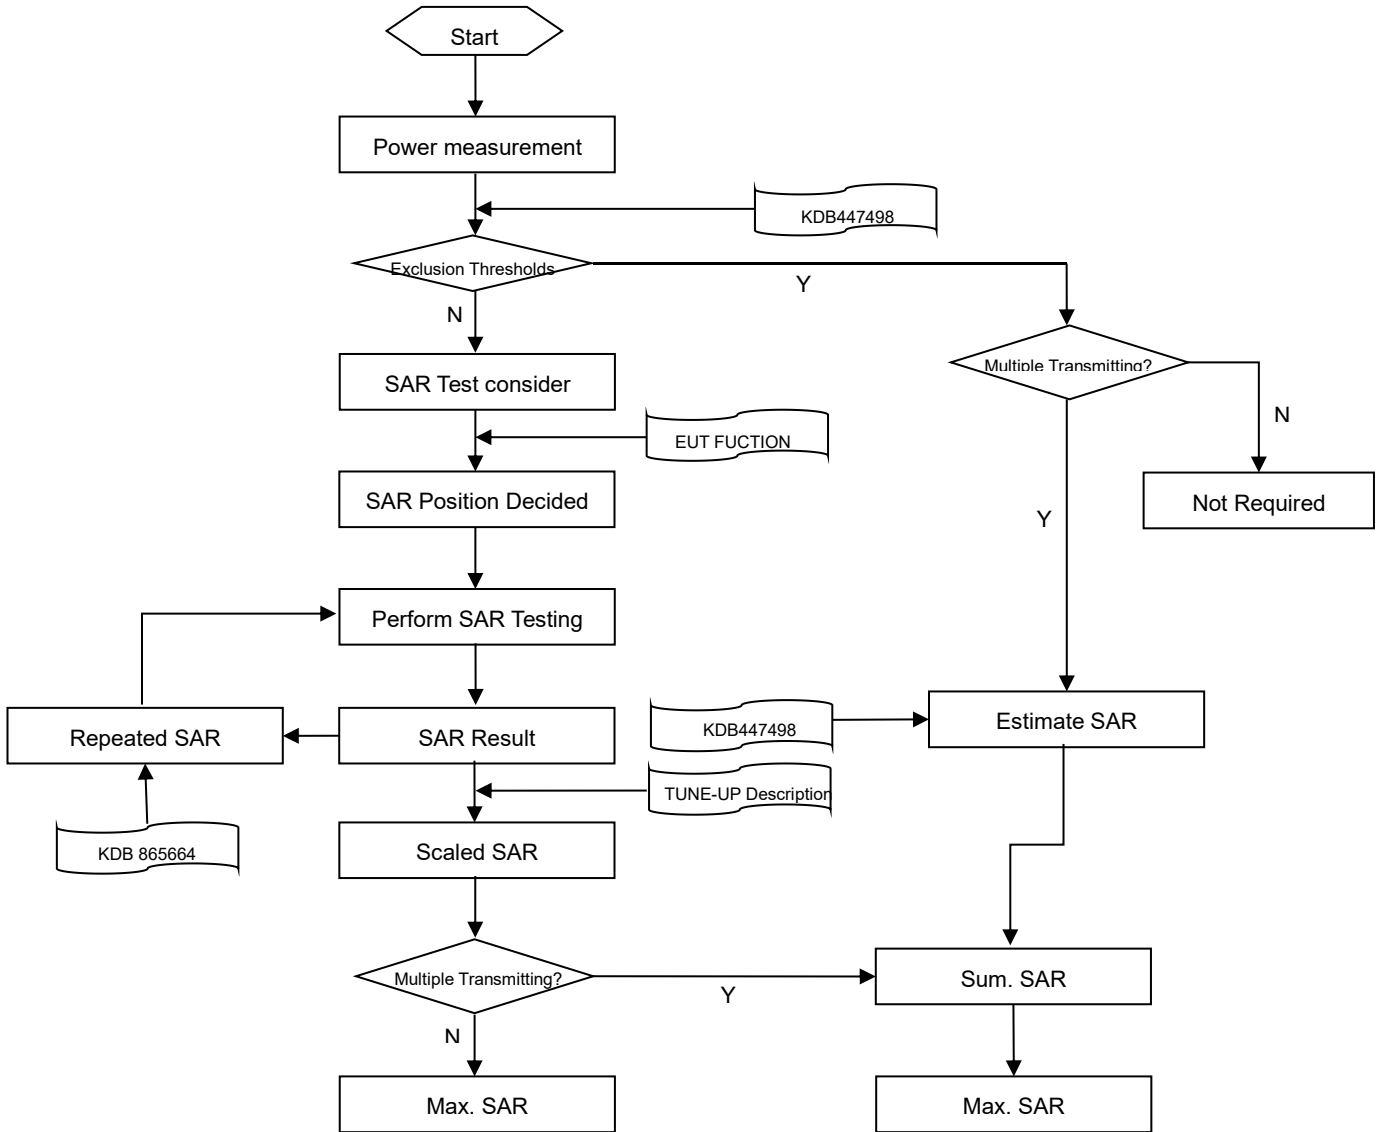 Start
Power measurement
KDB447498
Exclusion Thresholds
Y
N
Multiple Transmitting?
SAR Test consider
N
EUT FUCTION
SAR Position Decided
Not Required
Y
Perform SAR Testing
Repeated SAR
SAR Result
KDB447498
Estimate SAR
TUNE-UP Description
KDB 865664
Scaled SAR
Multiple Transmitting?
Y
Sum. SAR
N
Max. SAR
Max. SAR